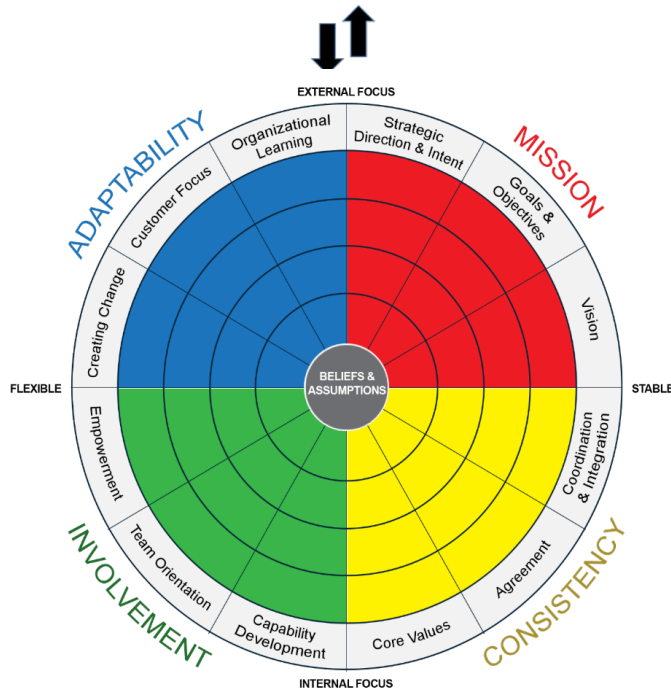 EXTERNAL FOCUS
ADAPTABILITY
MISSION
Organizational
Learning
Strategic
Direction & Intent
Customer Focus
Goals &
Objectives
Creating Change
Vision
FLEXIBLE
BELIEFS &
ASSUMPTIONS
STABLE
Empowerment
Coordination
& Integration
Team Orientation
Agreement
Capability
Development
Core Values
INVOLVEMENT
CONSISTENCY
INTERNAL FOCUS